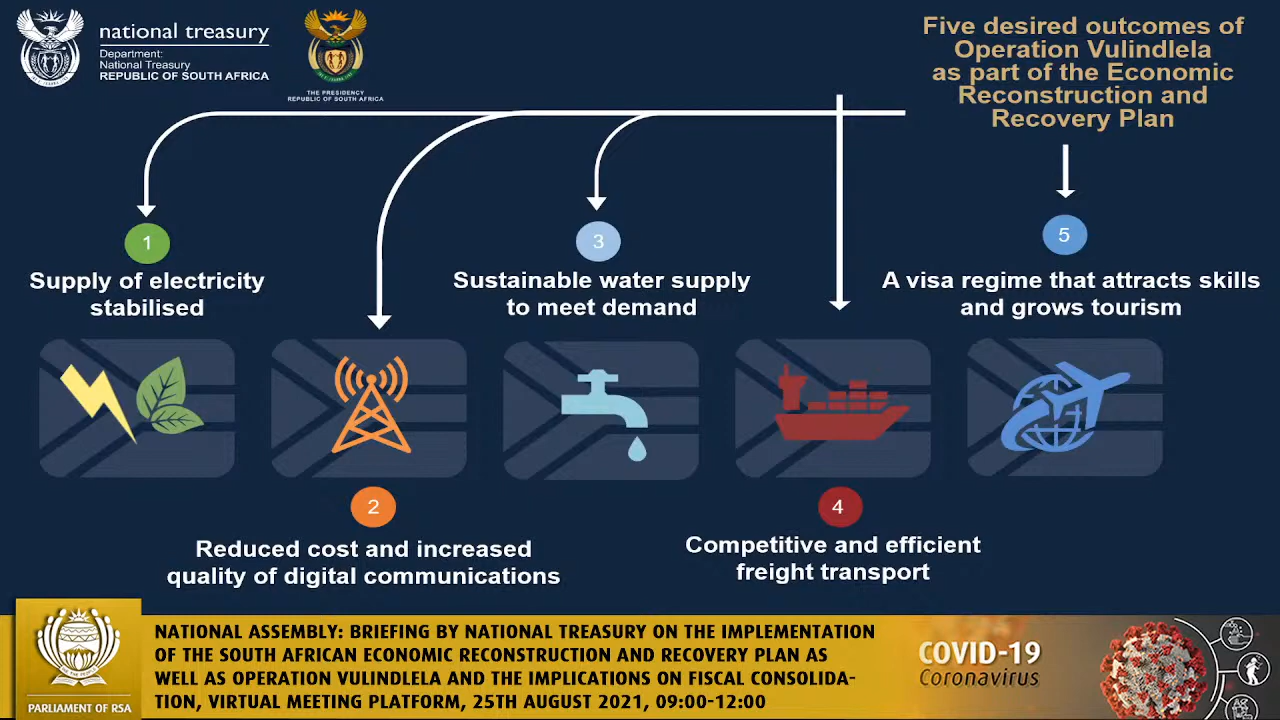 national treasury
Department:
National Treasury
REPUBLIC OF SOUTH AFRICA
THE PRESIDENCY
REPUBLIC OF SOUTH AFRICA
Five desired outcomes of
Operation Vulindlela
as part of the Economic
Reconstruction and
Recovery Plan
1
Supply of electricity
stabilised
3
Sustainable water supply
to meet demand
5
A visa regime that attracts skills
and grows tourism
2
Reduced cost and increased
quality of digital communications
4
Competitive and efficient
freight transport
PARLIAMENT OF RSA
NATIONAL ASSEMBLY: BRIEFING BY NATIONAL TREASURY ON THE IMPLEMENTATION
OF THE SOUTH AFRICAN ECONOMIC RECONSTRUCTION AND RECOVERY PLAN AS
WELL AS OPERATION VULINDLELA AND THE IMPLICATIONS ON FISCAL CONSOLIDA-
TION, VIRTUAL MEETING PLATFORM, 25TH AUGUST 2021, 09:00-12:00
COVID-19
Coronavirus